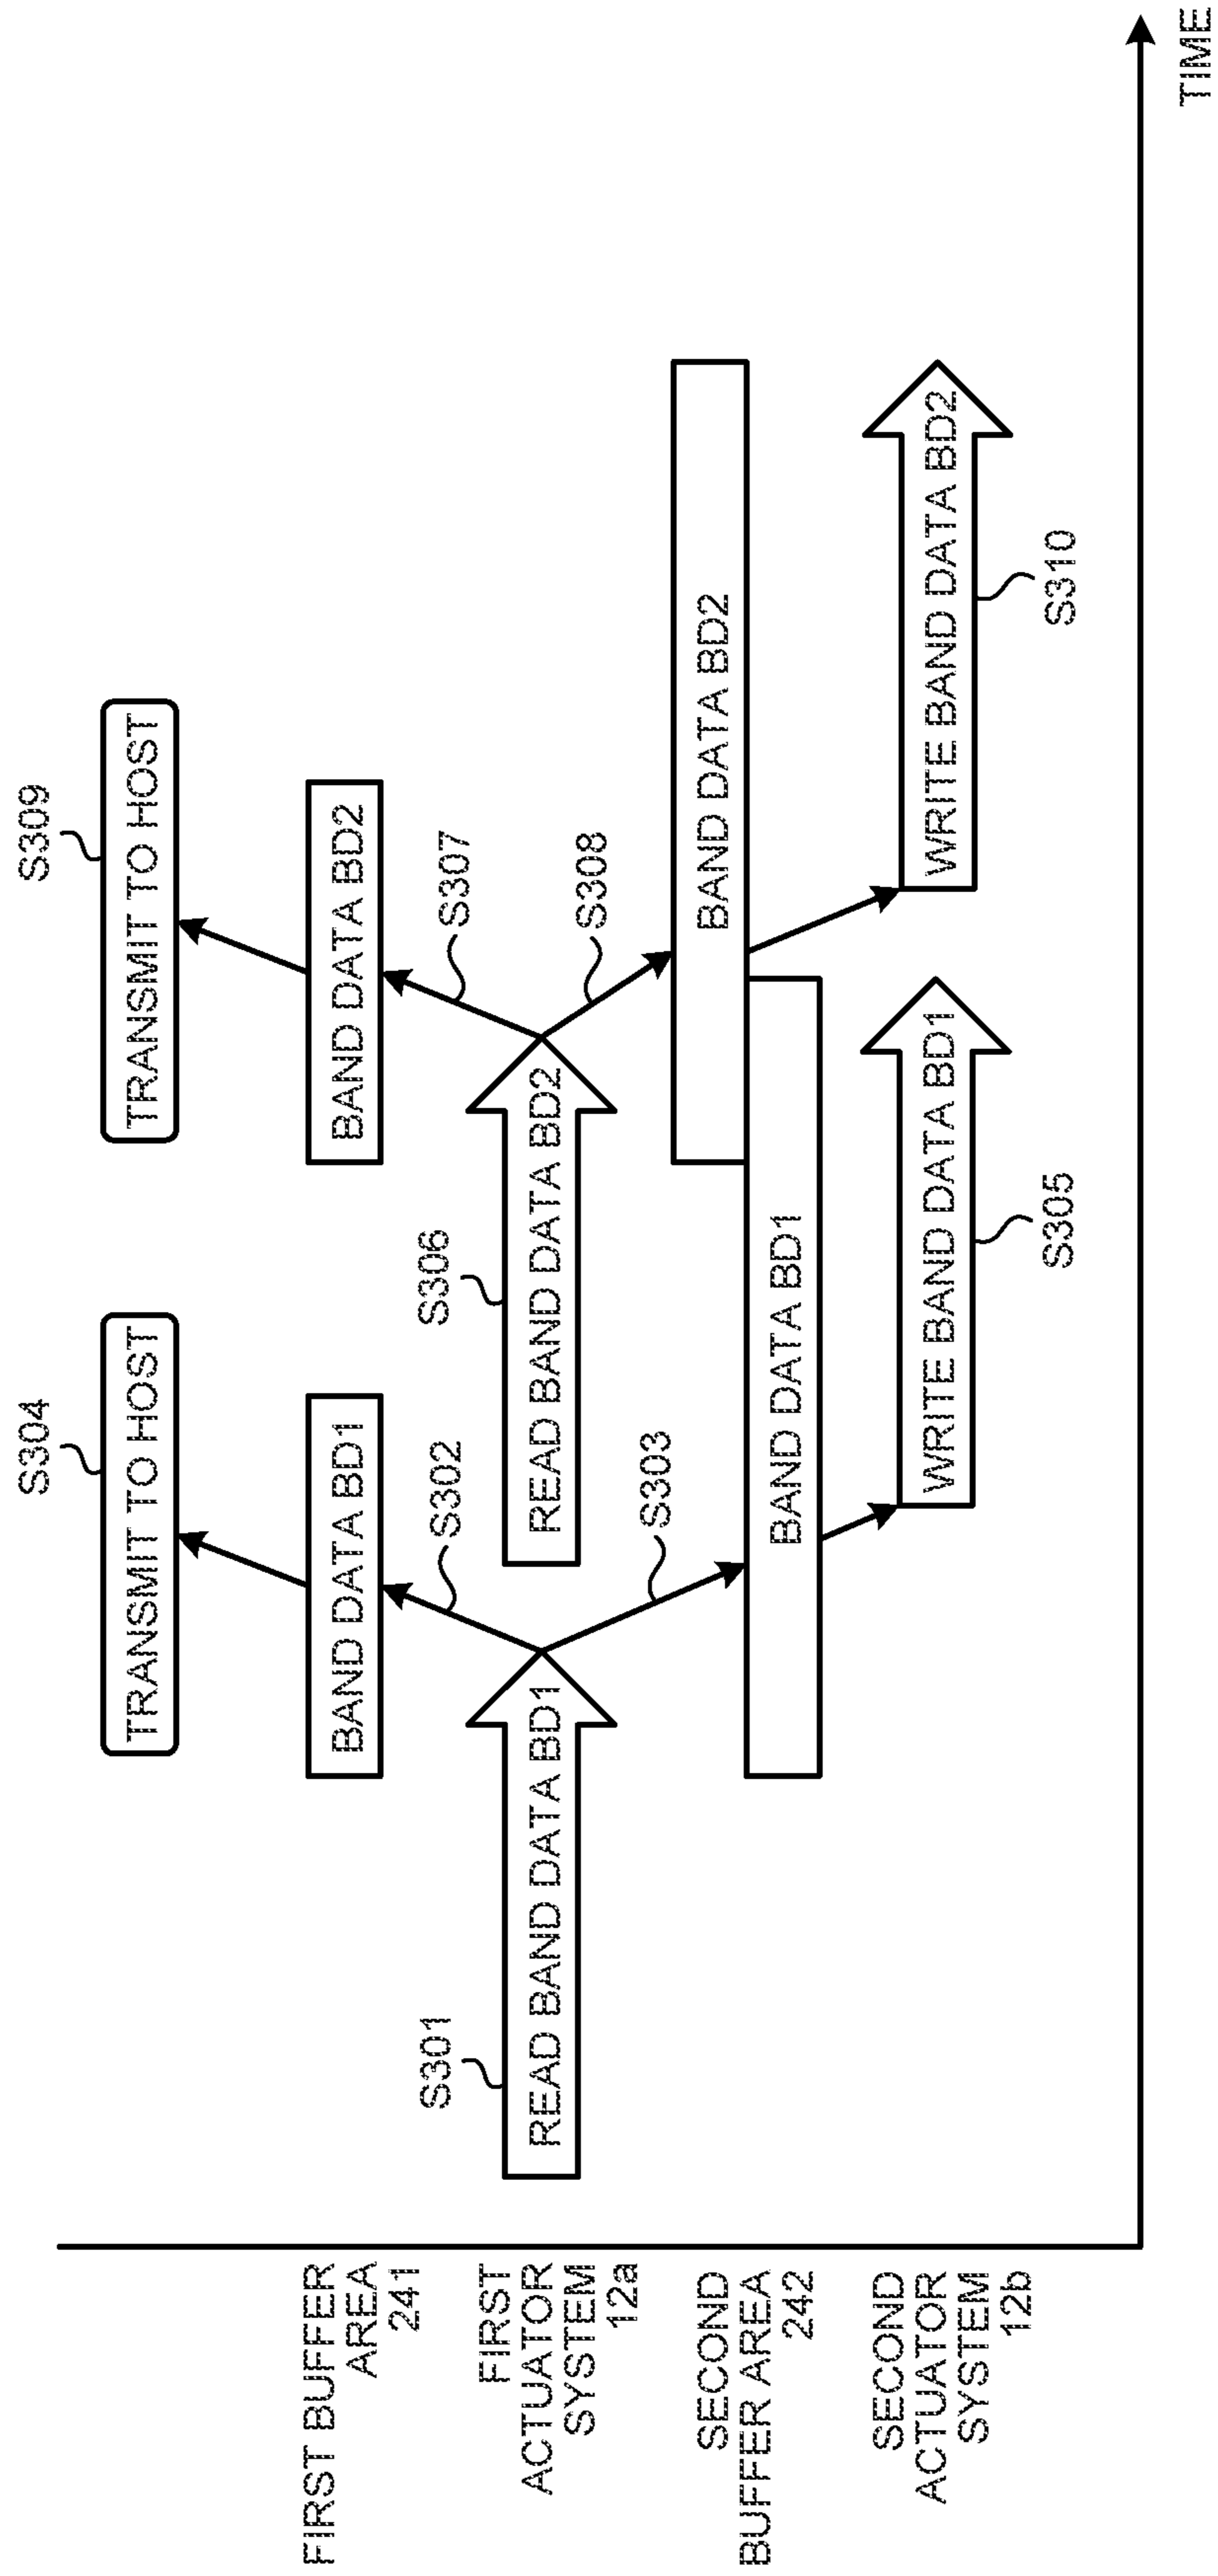 S304
S309
TRANSMIT TO HOST
TRANSMIT TO HOST
FIRST BUFFER
AREA
241
BAND DATA BD1
BAND DATA BD2
S301
S302
S306
S307
FIRST
ACTUATOR
SYSTEM
12a
READ BAND DATA BD1
READ BAND DATA BD2
S303
S308
SECOND
BUFFER AREA
242
BAND DATA BD2
BAND DATA BD1
SECOND
ACTUATOR
SYSTEM
12b
WRITE BAND DATA BD1
WRITE BAND DATA BD2
S305
S310
TIME